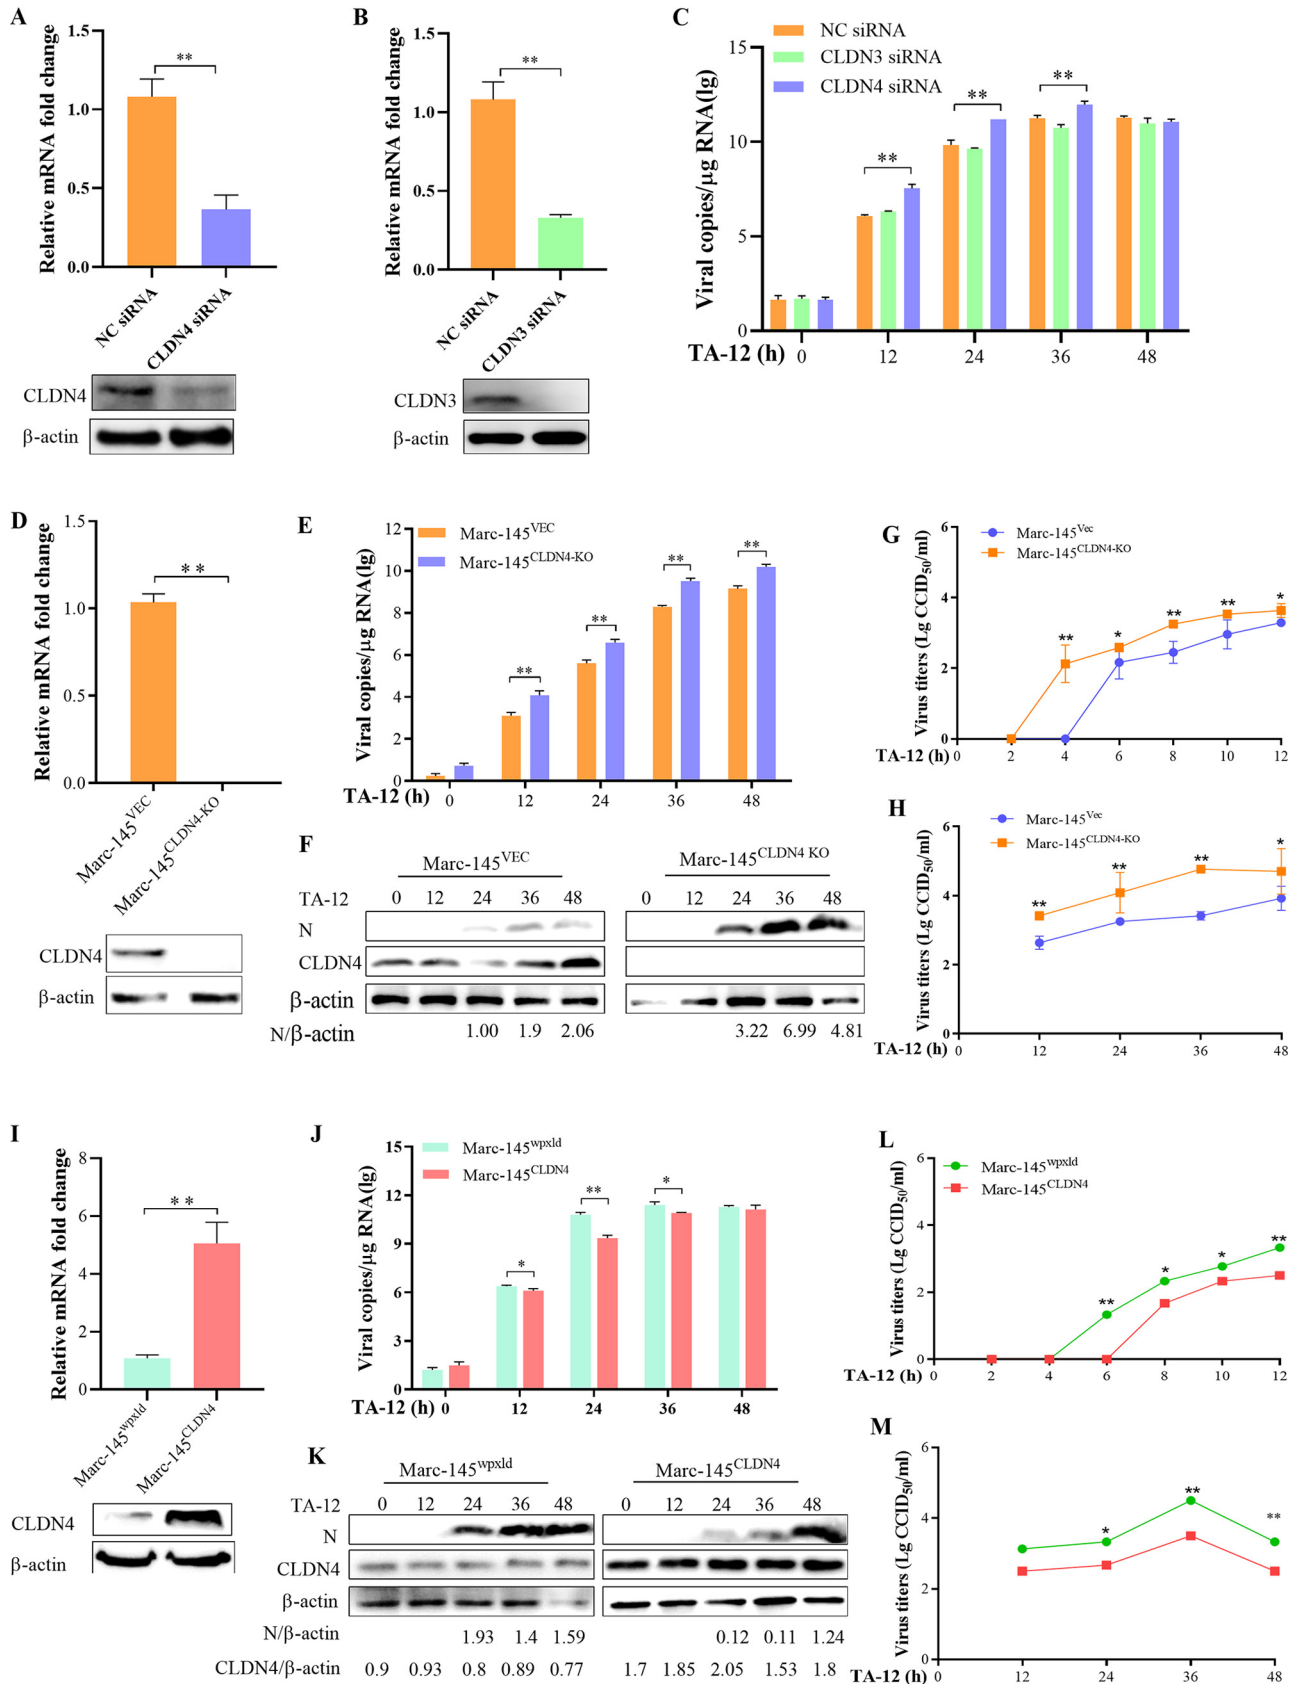 A
Relative mRNA fold change
1.5
1.0
0.5
0.0
**
NC siRNA
CLDN4 siRNA
CLDN4
β-actin
B
Relative mRNA fold change
1.5
1.0
0.5
0.0
**
NC siRNA
CLDN3 siRNA
CLDN3
β-actin
C
NC siRNA
CLDN3 siRNA
CLDN4 siRNA
Viral copies/μg RNA(lg)
15
10
5
0
**
**
**
TA-12 (h) 0 12 24 36 48
D
Relative mRNA fold change
1.5
1.0
0.5
0.0
**
Marc-145VEC
Marc-145CLDN4-KO
CLDN4
β-actin
E
Marc-145VEC
Marc-145CLDN4-KO
Viral copies/μg RNA(lg)
12
10
8
6
4
2
0
**
**
**
**
TA-12 (h) 0 12 24 36 48
F
Marc-145VEC Marc-145CLDN4 KO
TA-12 0 12 24 36 48 0 12 24 36 48
N
CLDN4
β-actin
N/β-actin 1.00 1.9 2.06 3.22 6.99 4.81
G
Marc-145Vec
Marc-145CLDN4-KO
Virus titers (Lg CCID50/ml)
6
4
2
0
** * ** ** *
TA-12 (h) 0 2 4 6 8 10 12
H
Marc-145Vec
Marc-145CLDN4-KO
Virus titers (Lg CCID50/ml)
6
4
2
0
** ** ** *
TA-12 (h) 0 12 24 36 48
I
Relative mRNA fold change
8
6
4
2
0
**
Marc-145wpxld
Marc-145CLDN4
CLDN4
β-actin
J
Marc-145wpxld
Marc-145CLDN4
Viral copies/μg RNA(lg)
15
12
9
6
3
0
*
**
*
TA-12 (h) 0 12 24 36 48
K
Marc-145wpxld Marc-145CLDN4
TA-12 0 12 24 36 48 0 12 24 36 48
N
CLDN4
β-actin
N/β-actin 1.93 1.4 1.59 0.12 0.11 1.24
CLDN4/β-actin 0.9 0.93 0.8 0.89 0.77 1.7 1.85 2.05 1.53 1.8
L
Marc-145wpxld
Marc-145CLDN4
Virus titers (Lg CCID50/ml)
6
4
2
0
** * * **
TA-12 (h) 0 2 4 6 8 10 12
M
Virus titers (Lg CCID50/ml)
6
4
2
0
* ** **
TA-12 (h) 0 12 24 36 48